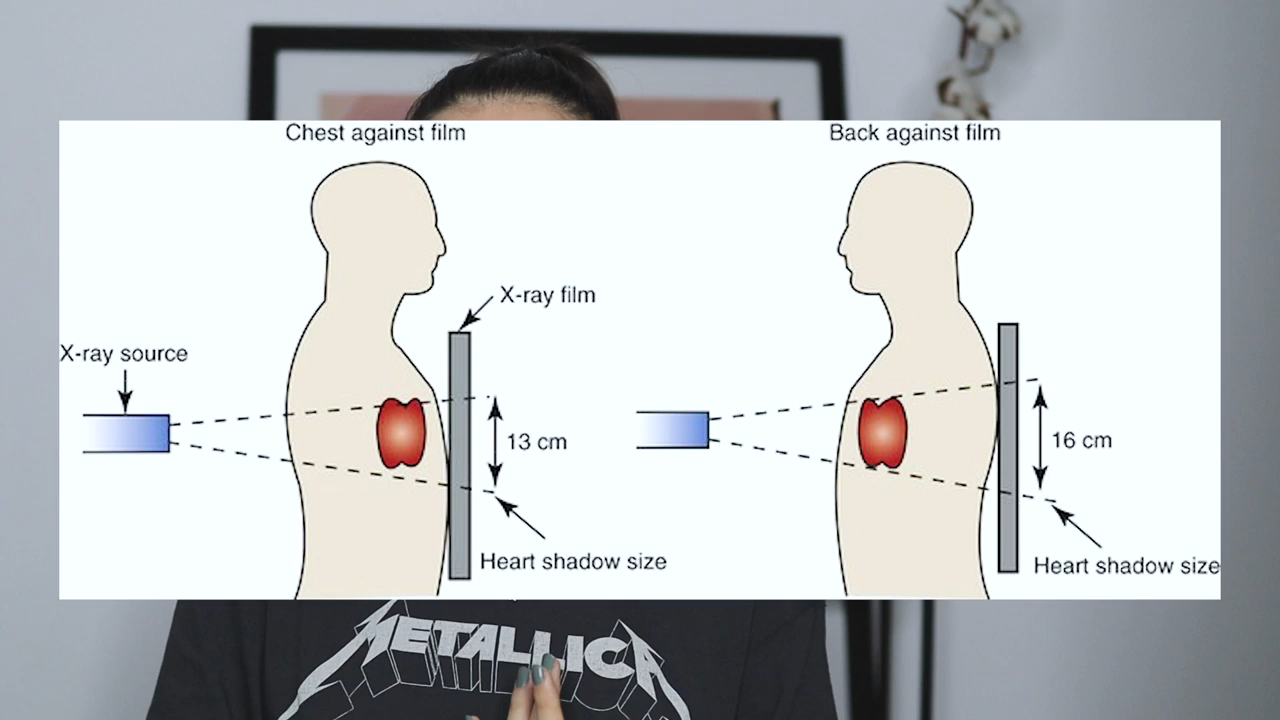 Chest against film
X-ray film
X-ray source
13 cm
Heart shadow size
Back against film
16 cm
Heart shadow size
METALLICA